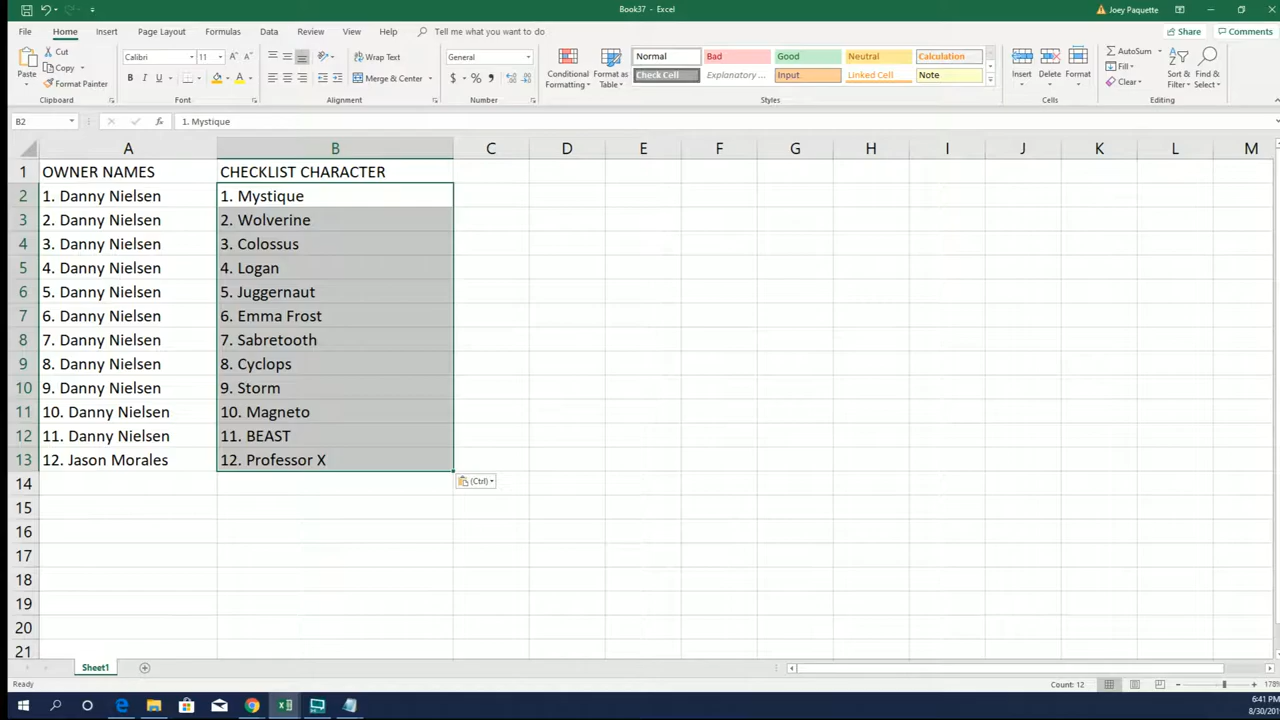 Book37 - Excel
Joey Paquette
File Home Insert Page Layout Formulas Data Review View Help Tell me what you want to do
Share Comments
Paste
Cut
Copy
Format Painter
Clipboard
Calibri 11
B I U
Font
Wrap Text
Merge & Center
Alignment
General
$ % ,
Number
Conditional Formatting
Format as Table
Normal Bad Good Neutral Calculation
Check Cell Explanatory ... Input Linked Cell Note
Styles
Insert Delete Format
Cells
AutoSum
Fill
Clear
Sort & Filter
Find & Select
Editing
B2 fx 1. Mystique
A B C D E F G H I J K L M
1 OWNER NAMES CHECKLIST CHARACTER
2 1. Danny Nielsen 1. Mystique
3 2. Danny Nielsen 2. Wolverine
4 3. Danny Nielsen 3. Colossus
5 4. Danny Nielsen 4. Logan
6 5. Danny Nielsen 5. Juggernaut
7 6. Danny Nielsen 6. Emma Frost
8 7. Danny Nielsen 7. Sabretooth
9 8. Danny Nielsen 8. Cyclops
10 9. Danny Nielsen 9. Storm
11 10. Danny Nielsen 10. Magneto
12 11. Danny Nielsen 11. BEAST
13 12. Jason Morales 12. Professor X
14
(Ctrl)
15
16
17
18
19
20
21
Sheet1
Ready
Count: 12
178%
6:41 PM
8/30/201